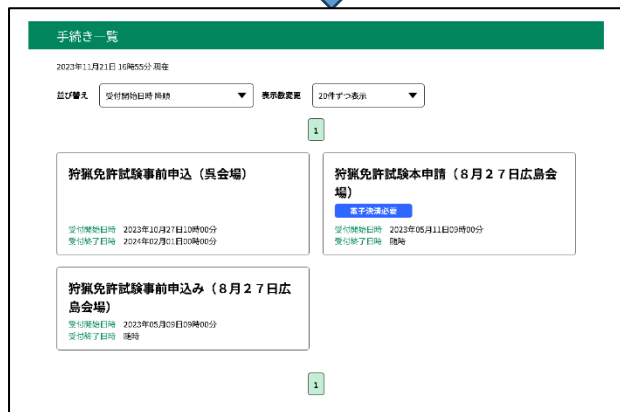 手続き一覧
2023年11月21日 16時55分 現在
並び替え 受付開始日時 降順 表示数変更 20件ずつ表示
1
狩猟免許試験事前申込（呉会場）
受付開始日時 2023年10月27日10時00分
受付終了日時 2024年02月01日00時00分
狩猟免許試験本申請（８月２７日広島会
場）
電子決済必要
受付開始日時 2023年05月11日09時00分
受付終了日時 随時
狩猟免許試験事前申込み（８月２７日広
島会場）
受付開始日時 2023年05月09日09時00分
受付終了日時 随時
1